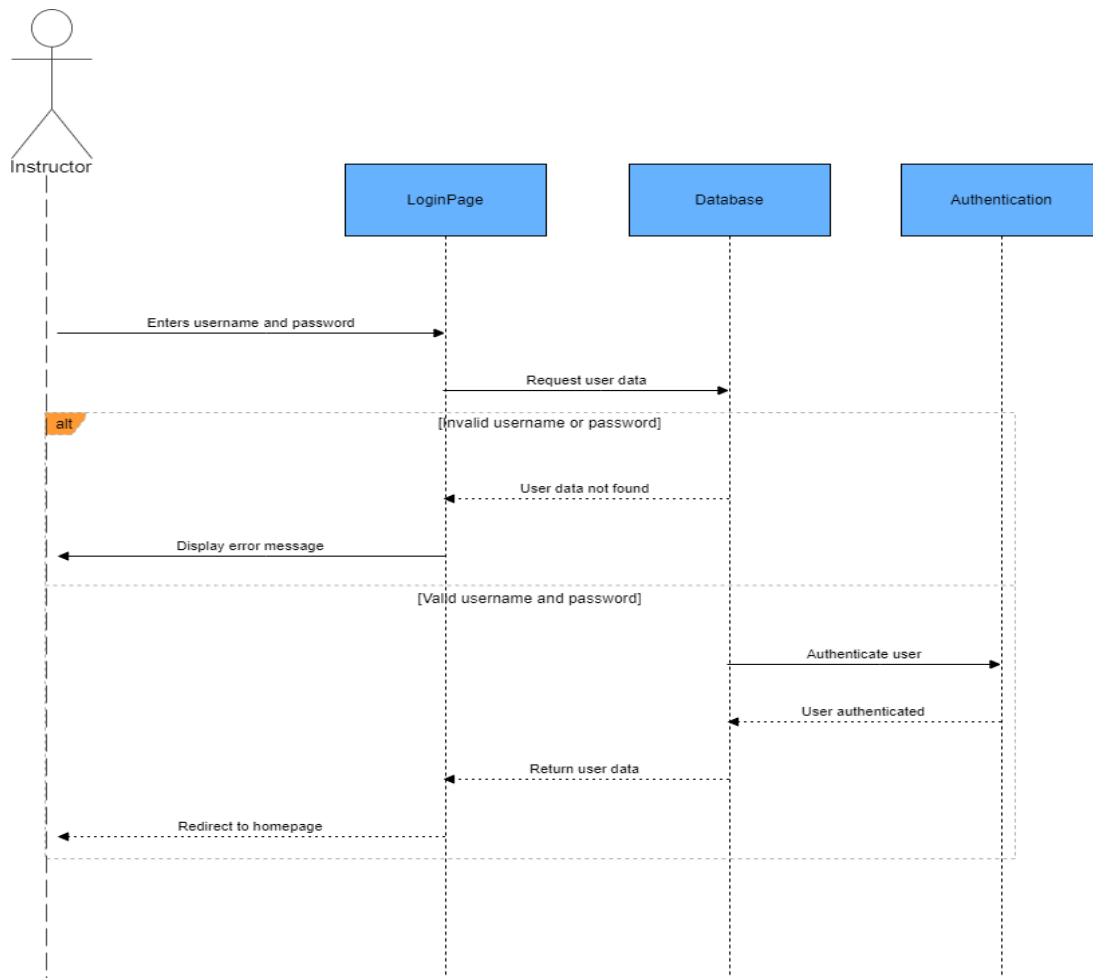 Instructor
LoginPage
Database
Authentication
Enters username and password
Request user data
alt
[Invalid username or password]
User data not found
Display error message
[Valid username and password]
Authenticate user
User authenticated
Return user data
Redirect to homepage